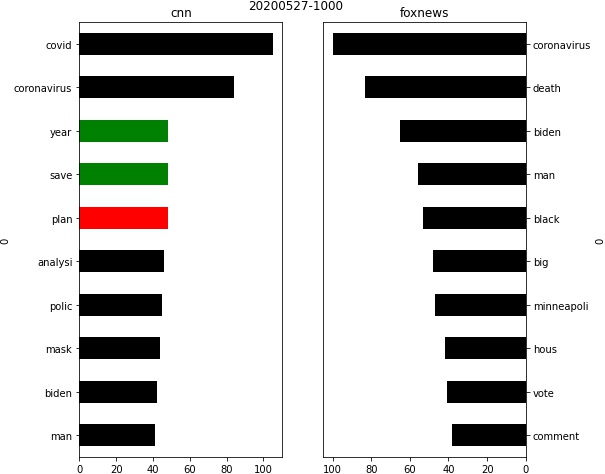 20200527-1000
cnn
covid
coronavirus
year
save
plan
analysi
polic
mask
biden
man
0 20 40 60 80 100
0
foxnews
coronavirus
death
biden
man
black
big
minneapoli
hous
vote
comment
100 80 60 40 20 0
0